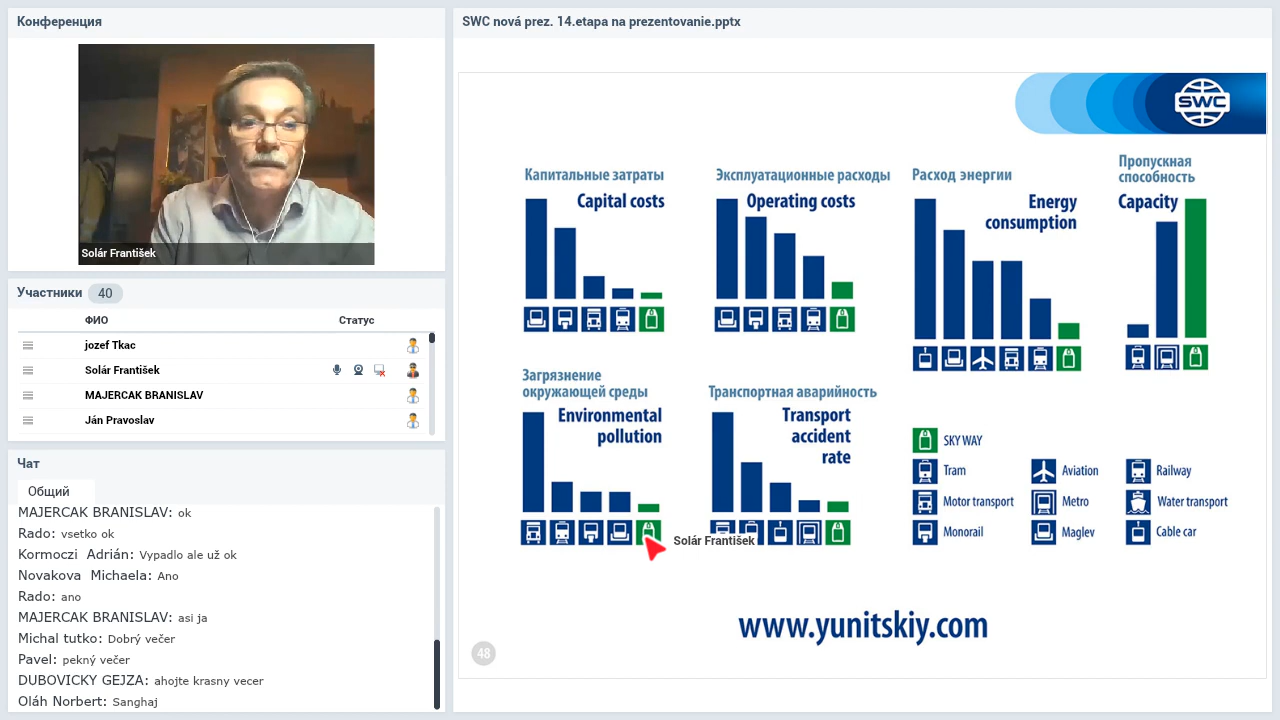 Конференция
Solár František
Участники 40
ФИО Статус
jozef Tkac
Solár František
MAJERCAK BRANISLAV
Ján Pravoslav
Чат
Общий
MAJERCAK BRANISLAV: ok
Rado: vsetko ok
Kormoczi Adrián: Vypadlo ale už ok
Novakova Michaela: Ano
Rado: ano
MAJERCAK BRANISLAV: asi ja
Michal tutko: Dobrý večer
Pavel: pekný večer
DUBOVICKY GEJZA: ahojte krasny vecer
Oláh Norbert: Sanghaj
SWC nová prez. 14.etapa na prezentovanie.pptx
SWC
Капитальные затраты
Capital costs
Эксплуатационные расходы
Operating costs
Расход энергии
Energy
consumption
Пропускная
способность
Capacity
Загрязнение
окружающей среды
Environmental
pollution
Транспортная аварийность
Transport
accident
rate
Solár František
SKY WAY
Tram
Aviation
Railway
Motor transport
Metro
Water transport
Monorail
Maglev
Cable car
www.yunitskiy.com
48